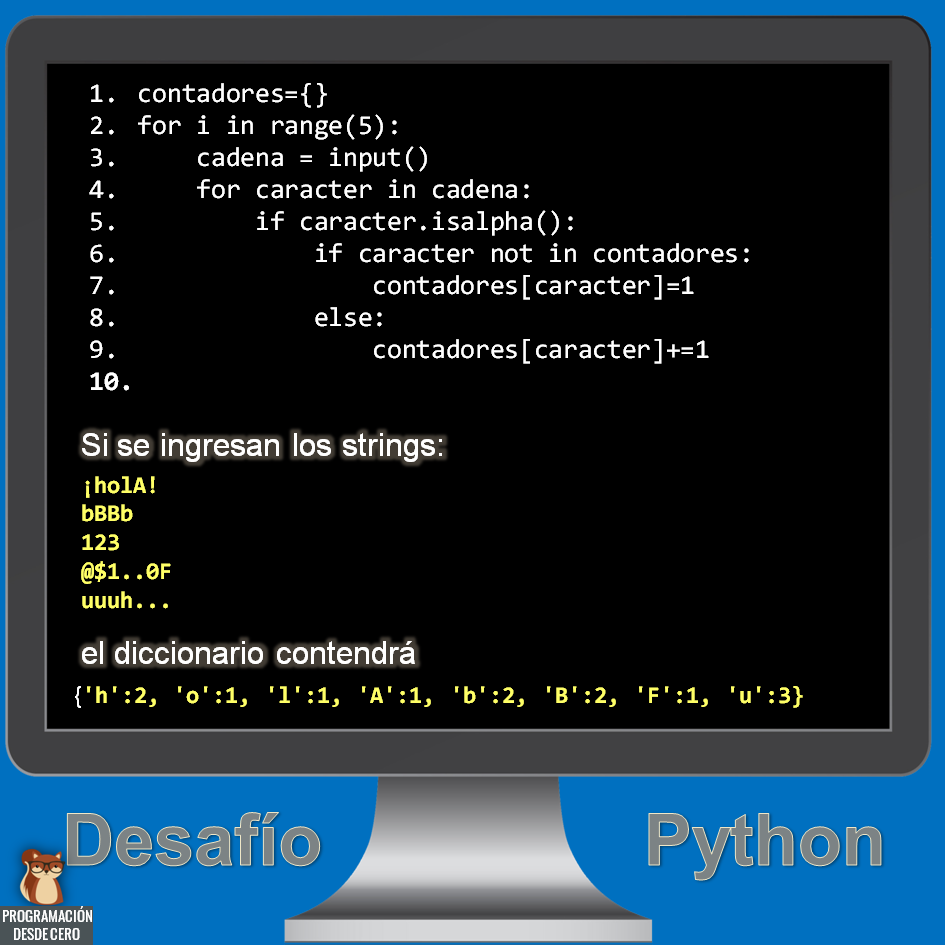 1. contadores={}
2. for i in range(5):
3.     cadena = input()
4.     for caracter in cadena:
5.         if caracter.isalpha():
6.             if caracter not in contadores:
7.                 contadores[caracter]=1
8.             else:
9.                 contadores[caracter]+=1
10.
Si se ingresan los strings:
¡holA!
bBBb
123
@$1..0F
uuuh...
el diccionario contendrá
{'h':2, 'o':1, 'l':1, 'A':1, 'b':2, 'B':2, 'F':1, 'u':3}
Desafío Python
PROGRAMACIÓN
DESDE CERO